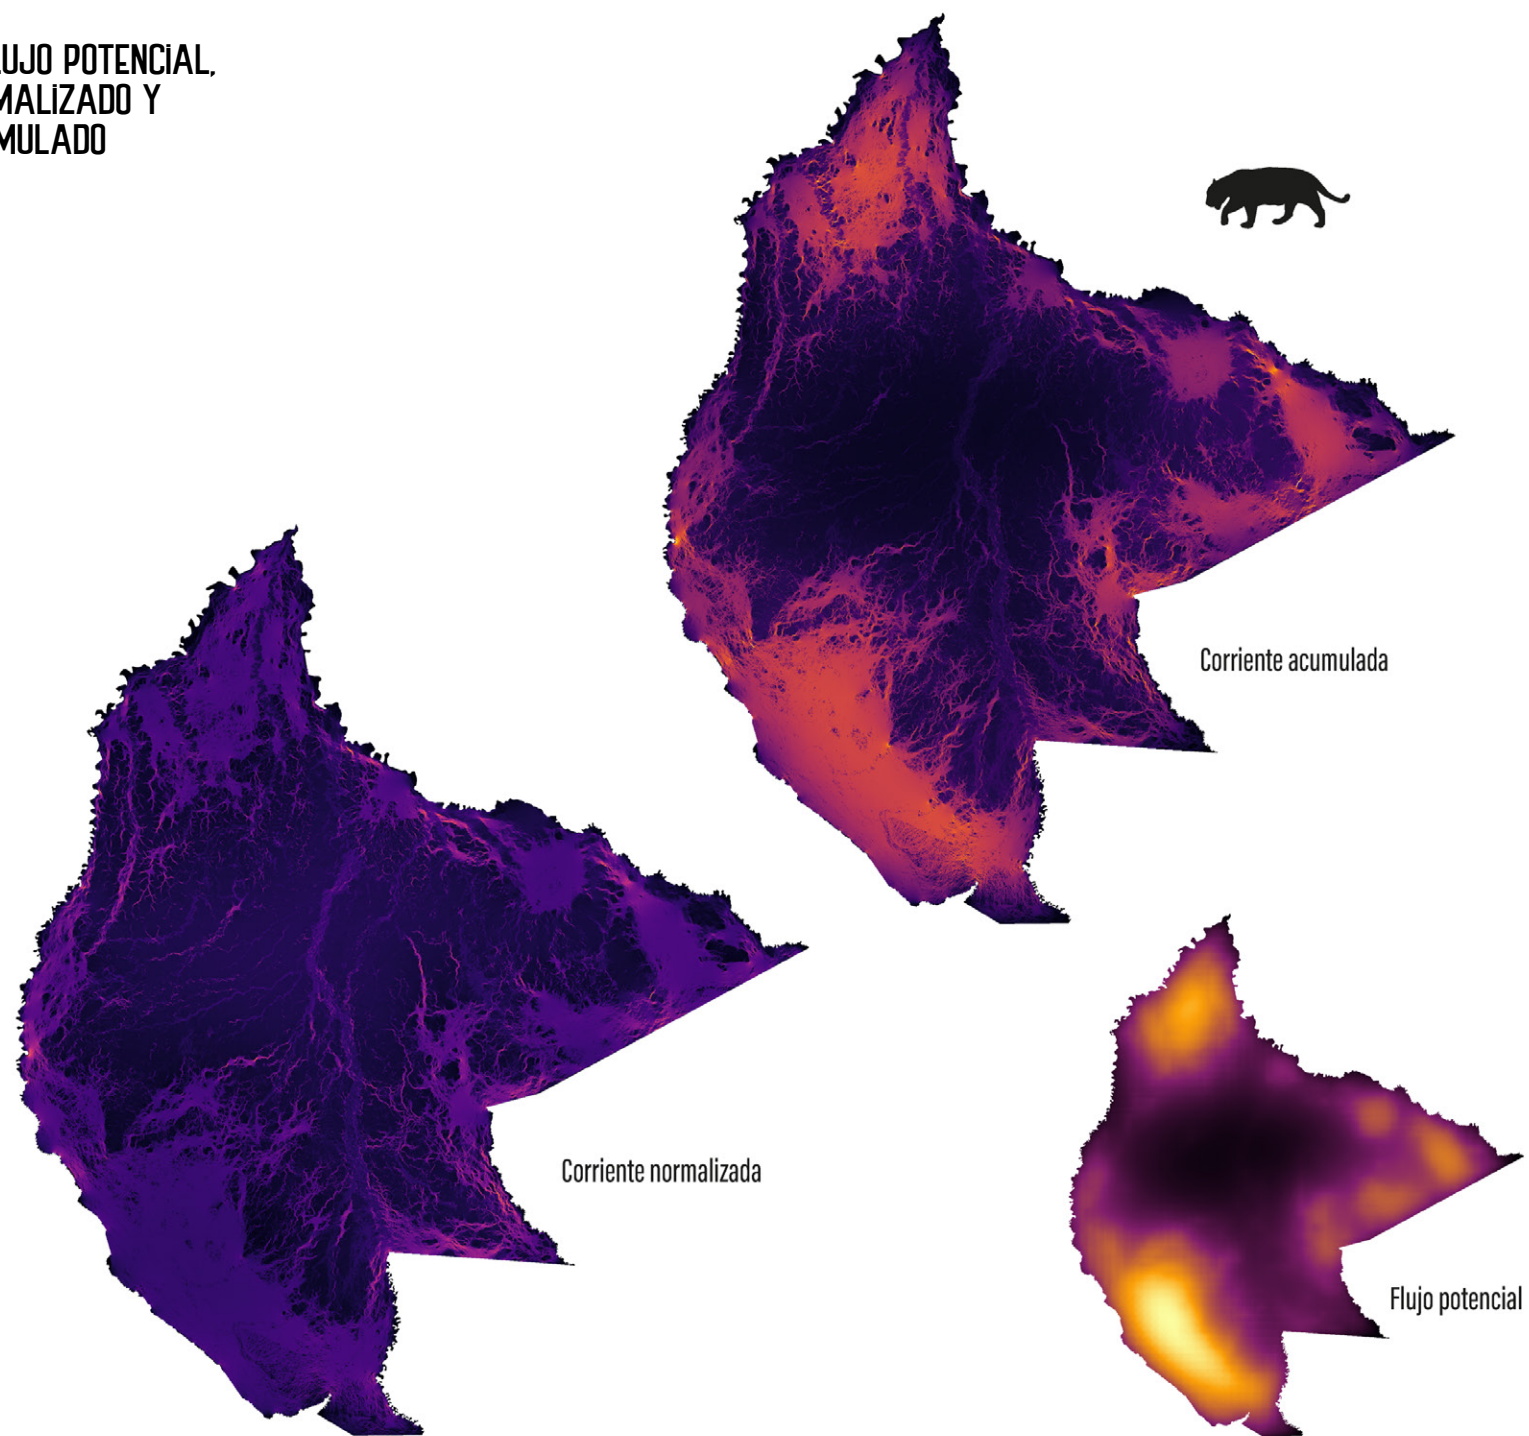 UJO POTENCIAL,
MALIZADO Y
MULADO
Corriente acumulada
Corriente normalizada
Flujo potencial